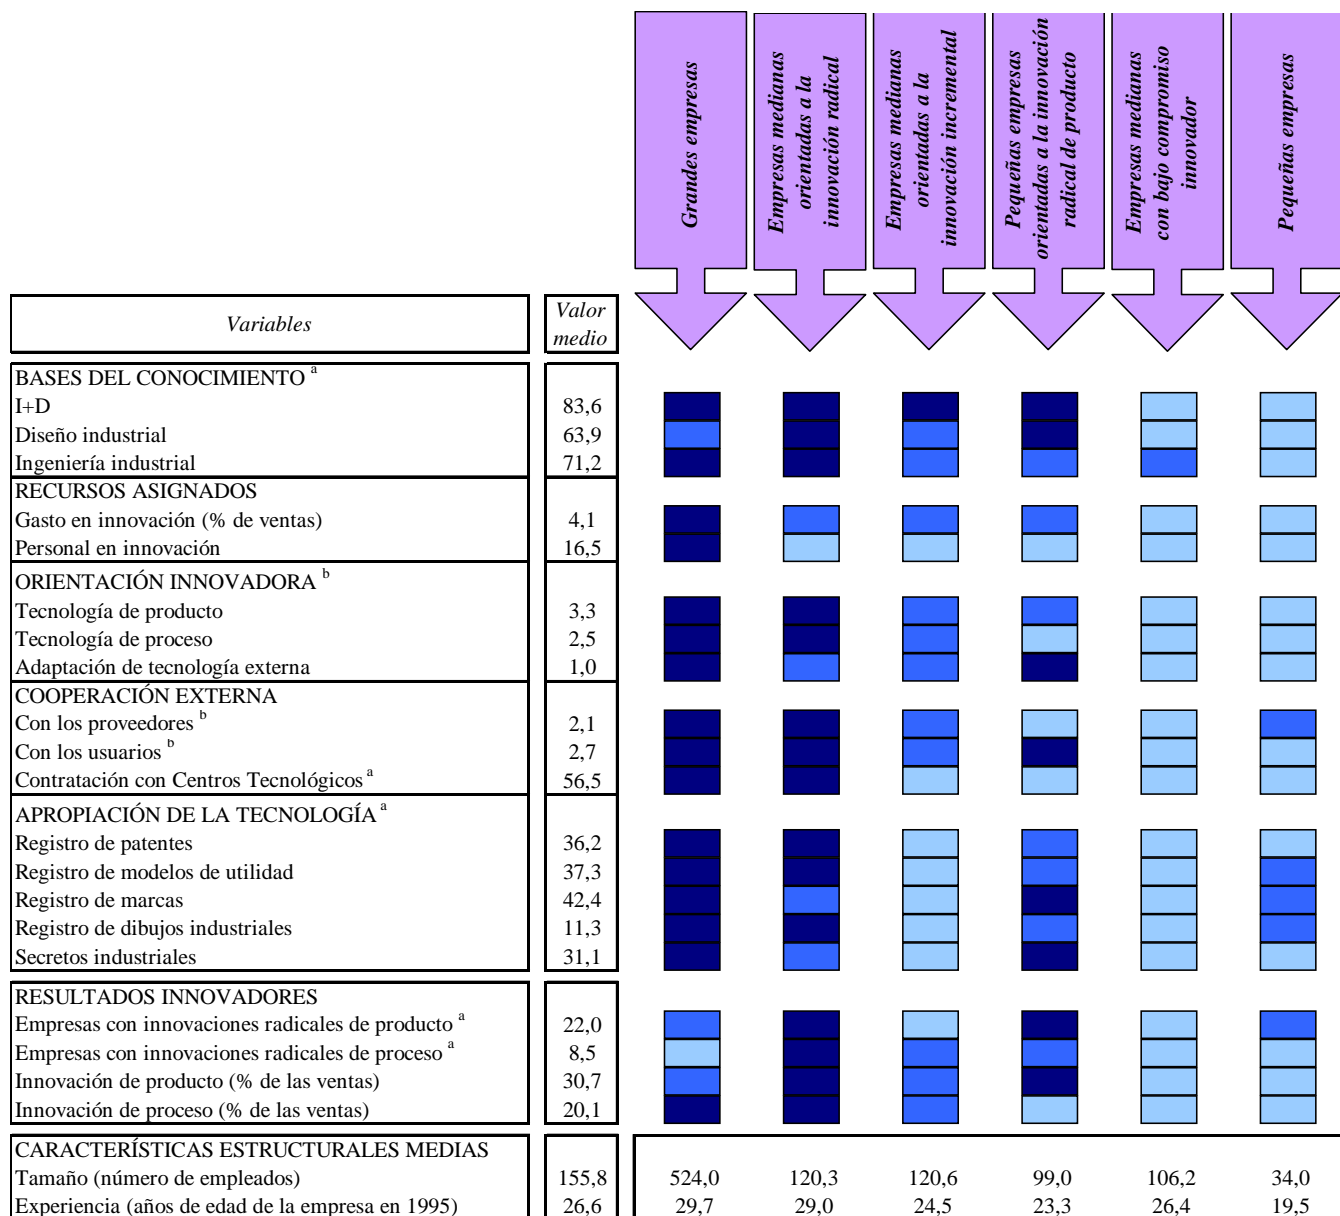 Grandes empresas
Empresas medianas
orientadas a la
innovación radical
Empresas medianas
orientadas a la
innovación incremental
Pequeñas empresas
orientadas a la innovación
radical de producto
Empresas medianas
con bajo compromiso
innovador
Pequeñas empresas
Variables
Valor
medio
BASES DEL CONOCIMIENTO a
I+D 83,6
Diseño industrial 63,9
Ingeniería industrial 71,2
RECURSOS ASIGNADOS
Gasto en innovación (% de ventas) 4,1
Personal en innovación 16,5
ORIENTACIÓN INNOVADORA b
Tecnología de producto 3,3
Tecnología de proceso 2,5
Adaptación de tecnología externa 1,0
COOPERACIÓN EXTERNA
Con los proveedores b 2,1
Con los usuarios b 2,7
Contratación con Centros Tecnológicos a 56,5
APROPIACIÓN DE LA TECNOLOGÍA a
Registro de patentes 36,2
Registro de modelos de utilidad 37,3
Registro de marcas 42,4
Registro de dibujos industriales 11,3
Secretos industriales 31,1
RESULTADOS INNOVADORES
Empresas con innovaciones radicales de producto a 22,0
Empresas con innovaciones radicales de proceso a 8,5
Innovación de producto (% de las ventas) 30,7
Innovación de proceso (% de las ventas) 20,1
CARACTERÍSTICAS ESTRUCTURALES MEDIAS
Tamaño (número de empleados) 155,8 524,0 120,3 120,6 99,0 106,2 34,0
Experiencia (años de edad de la empresa en 1995) 26,6 29,7 29,0 24,5 23,3 26,4 19,5